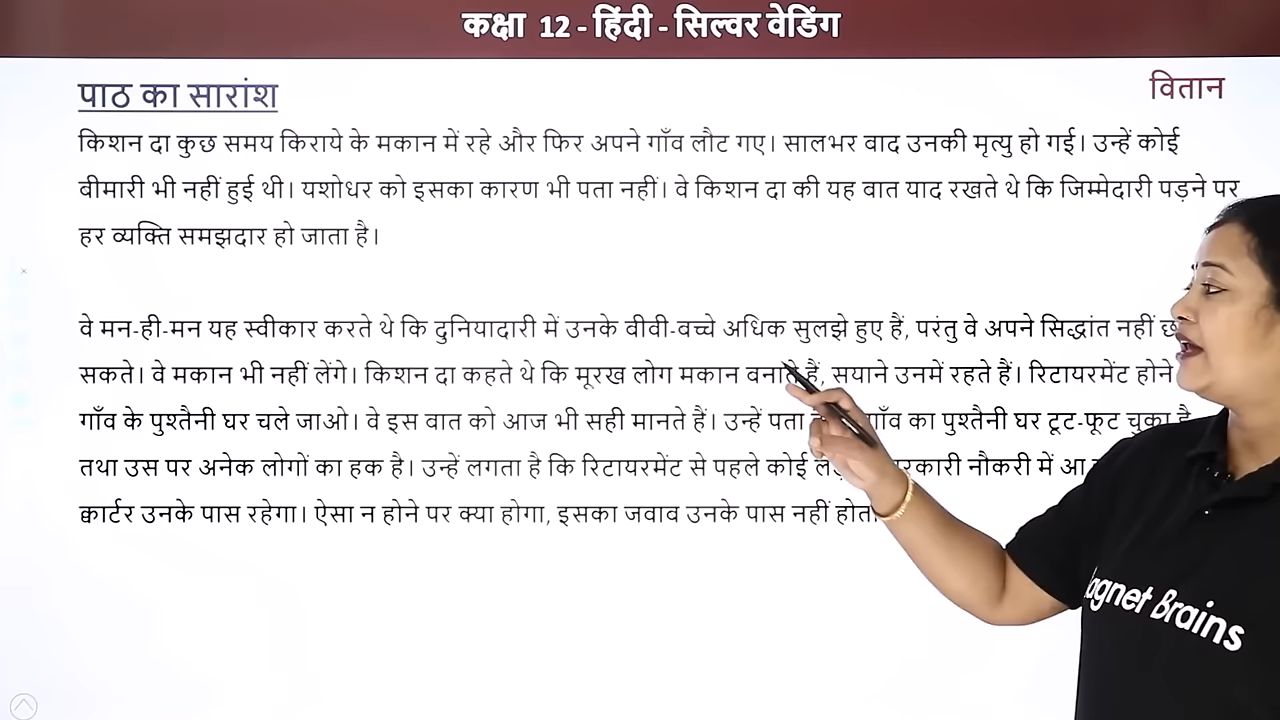 कक्षा 12 - हिंदी - सिल्वर वेडिंग
पाठ का सारांश
वितान
किशन दा कुछ समय किराये के मकान में रहे और फिर अपने गाँव लौट गए। सालभर वाद उनकी मृत्यु हो गई। उन्हें कोई
वीमारी भी नहीं हुई थी। यशोधर को इसका कारण भी पता नहीं। वे किशन दा की यह वात याद रखते थे कि जिम्मेदारी पड़ने पर
हर व्यक्ति समझदार हो जाता है।
वे मन-ही-मन यह स्वीकार करते थे कि दुनियादारी में उनके वीवी-वच्चे अधिक सुलझे हुए हैं, परंतु वे अपने सिद्धांत नहीं
सकते। वे मकान भी नहीं लेंगे। किशन दा कहते थे कि मूरख लोग मकान वनाते हैं, सयाने उनमें रहते हैं। रिटायरमेंट होने
गाँव के पुश्तैनी घर चले जाओ। वे इस वात को आज भी सही मानते हैं। उन्हें पता गाँव का पुश्तैनी घर टूट-फूट चुका है
तथा उस पर अनेक लोगों का हक है। उन्हें लगता है कि रिटायरमेंट से पहले कोई नौकरी में आ
क्वार्टर उनके पास रहेगा। ऐसा न होने पर क्या होगा, इसका जवाव उनके पास नहीं
agnet Brains